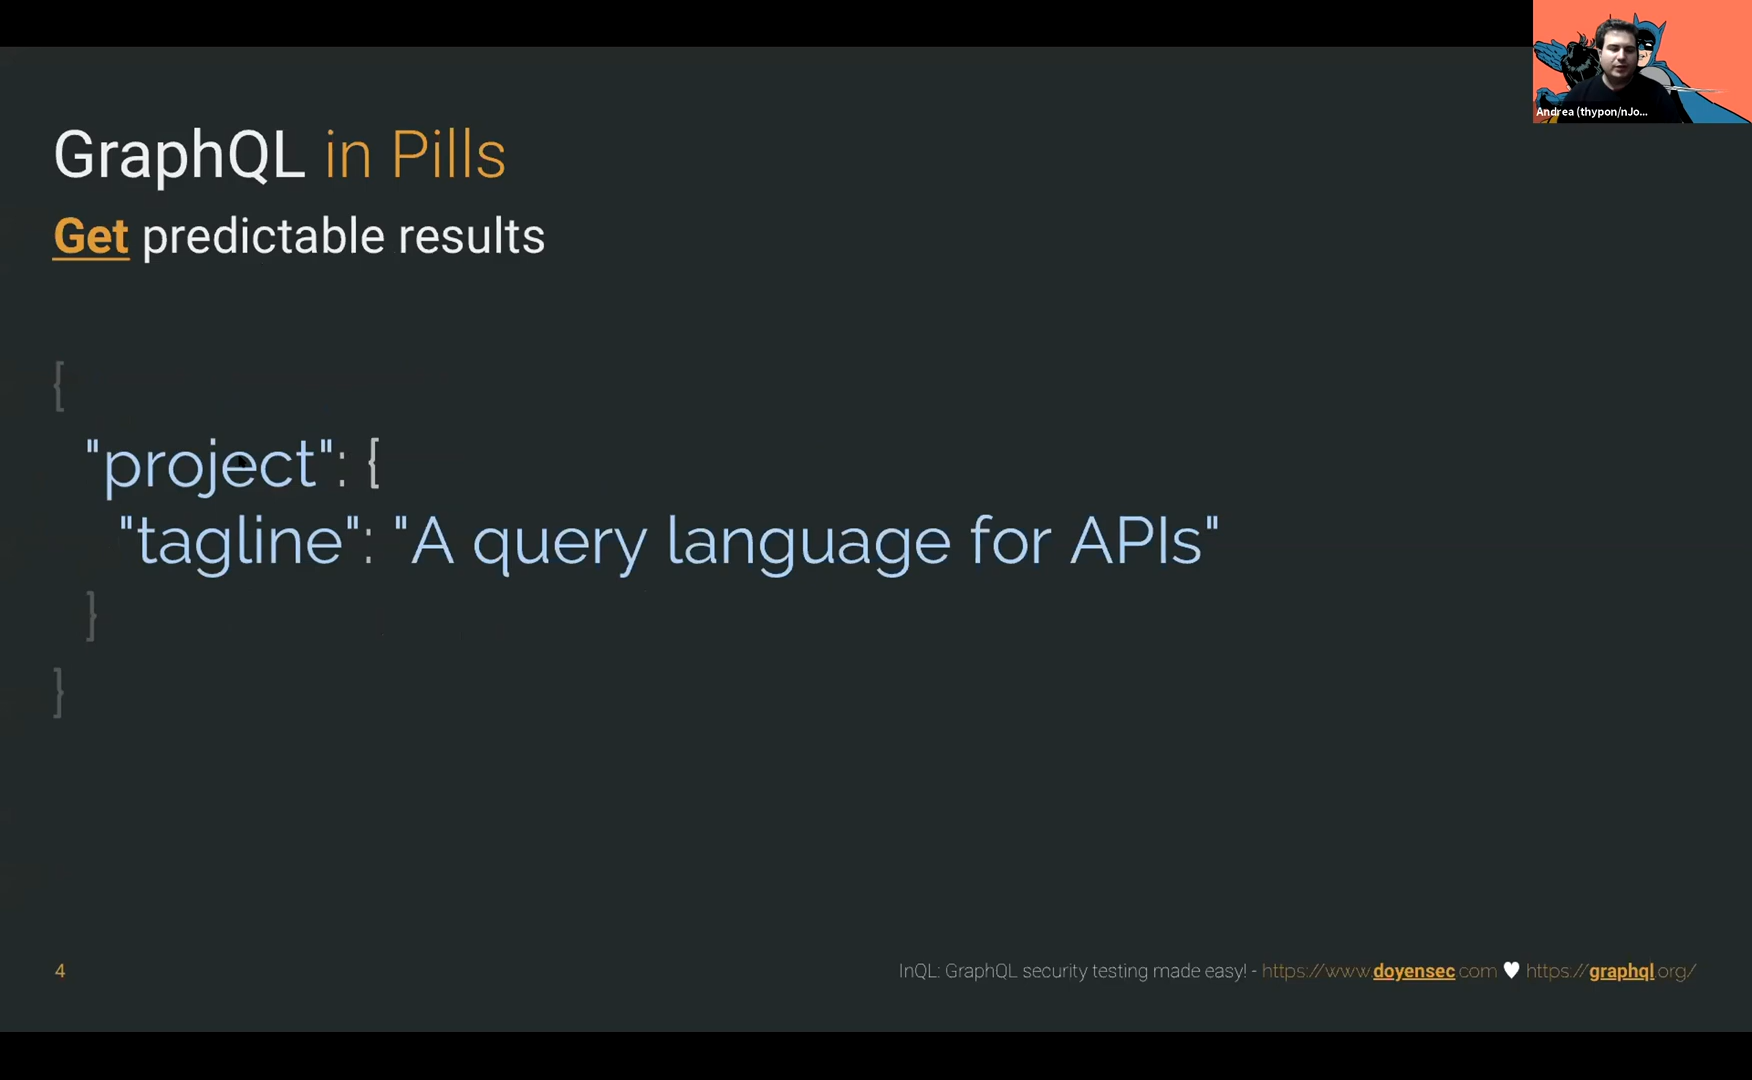 Andrea (thypon/nJo...
GraphQL in Pills
Get predictable results
{
"project": {
"tagline": "A query language for APIs"
}
}
4
InQL: GraphQL security testing made easy! - https://www.doyensec.com ♥ https://graphql.org/